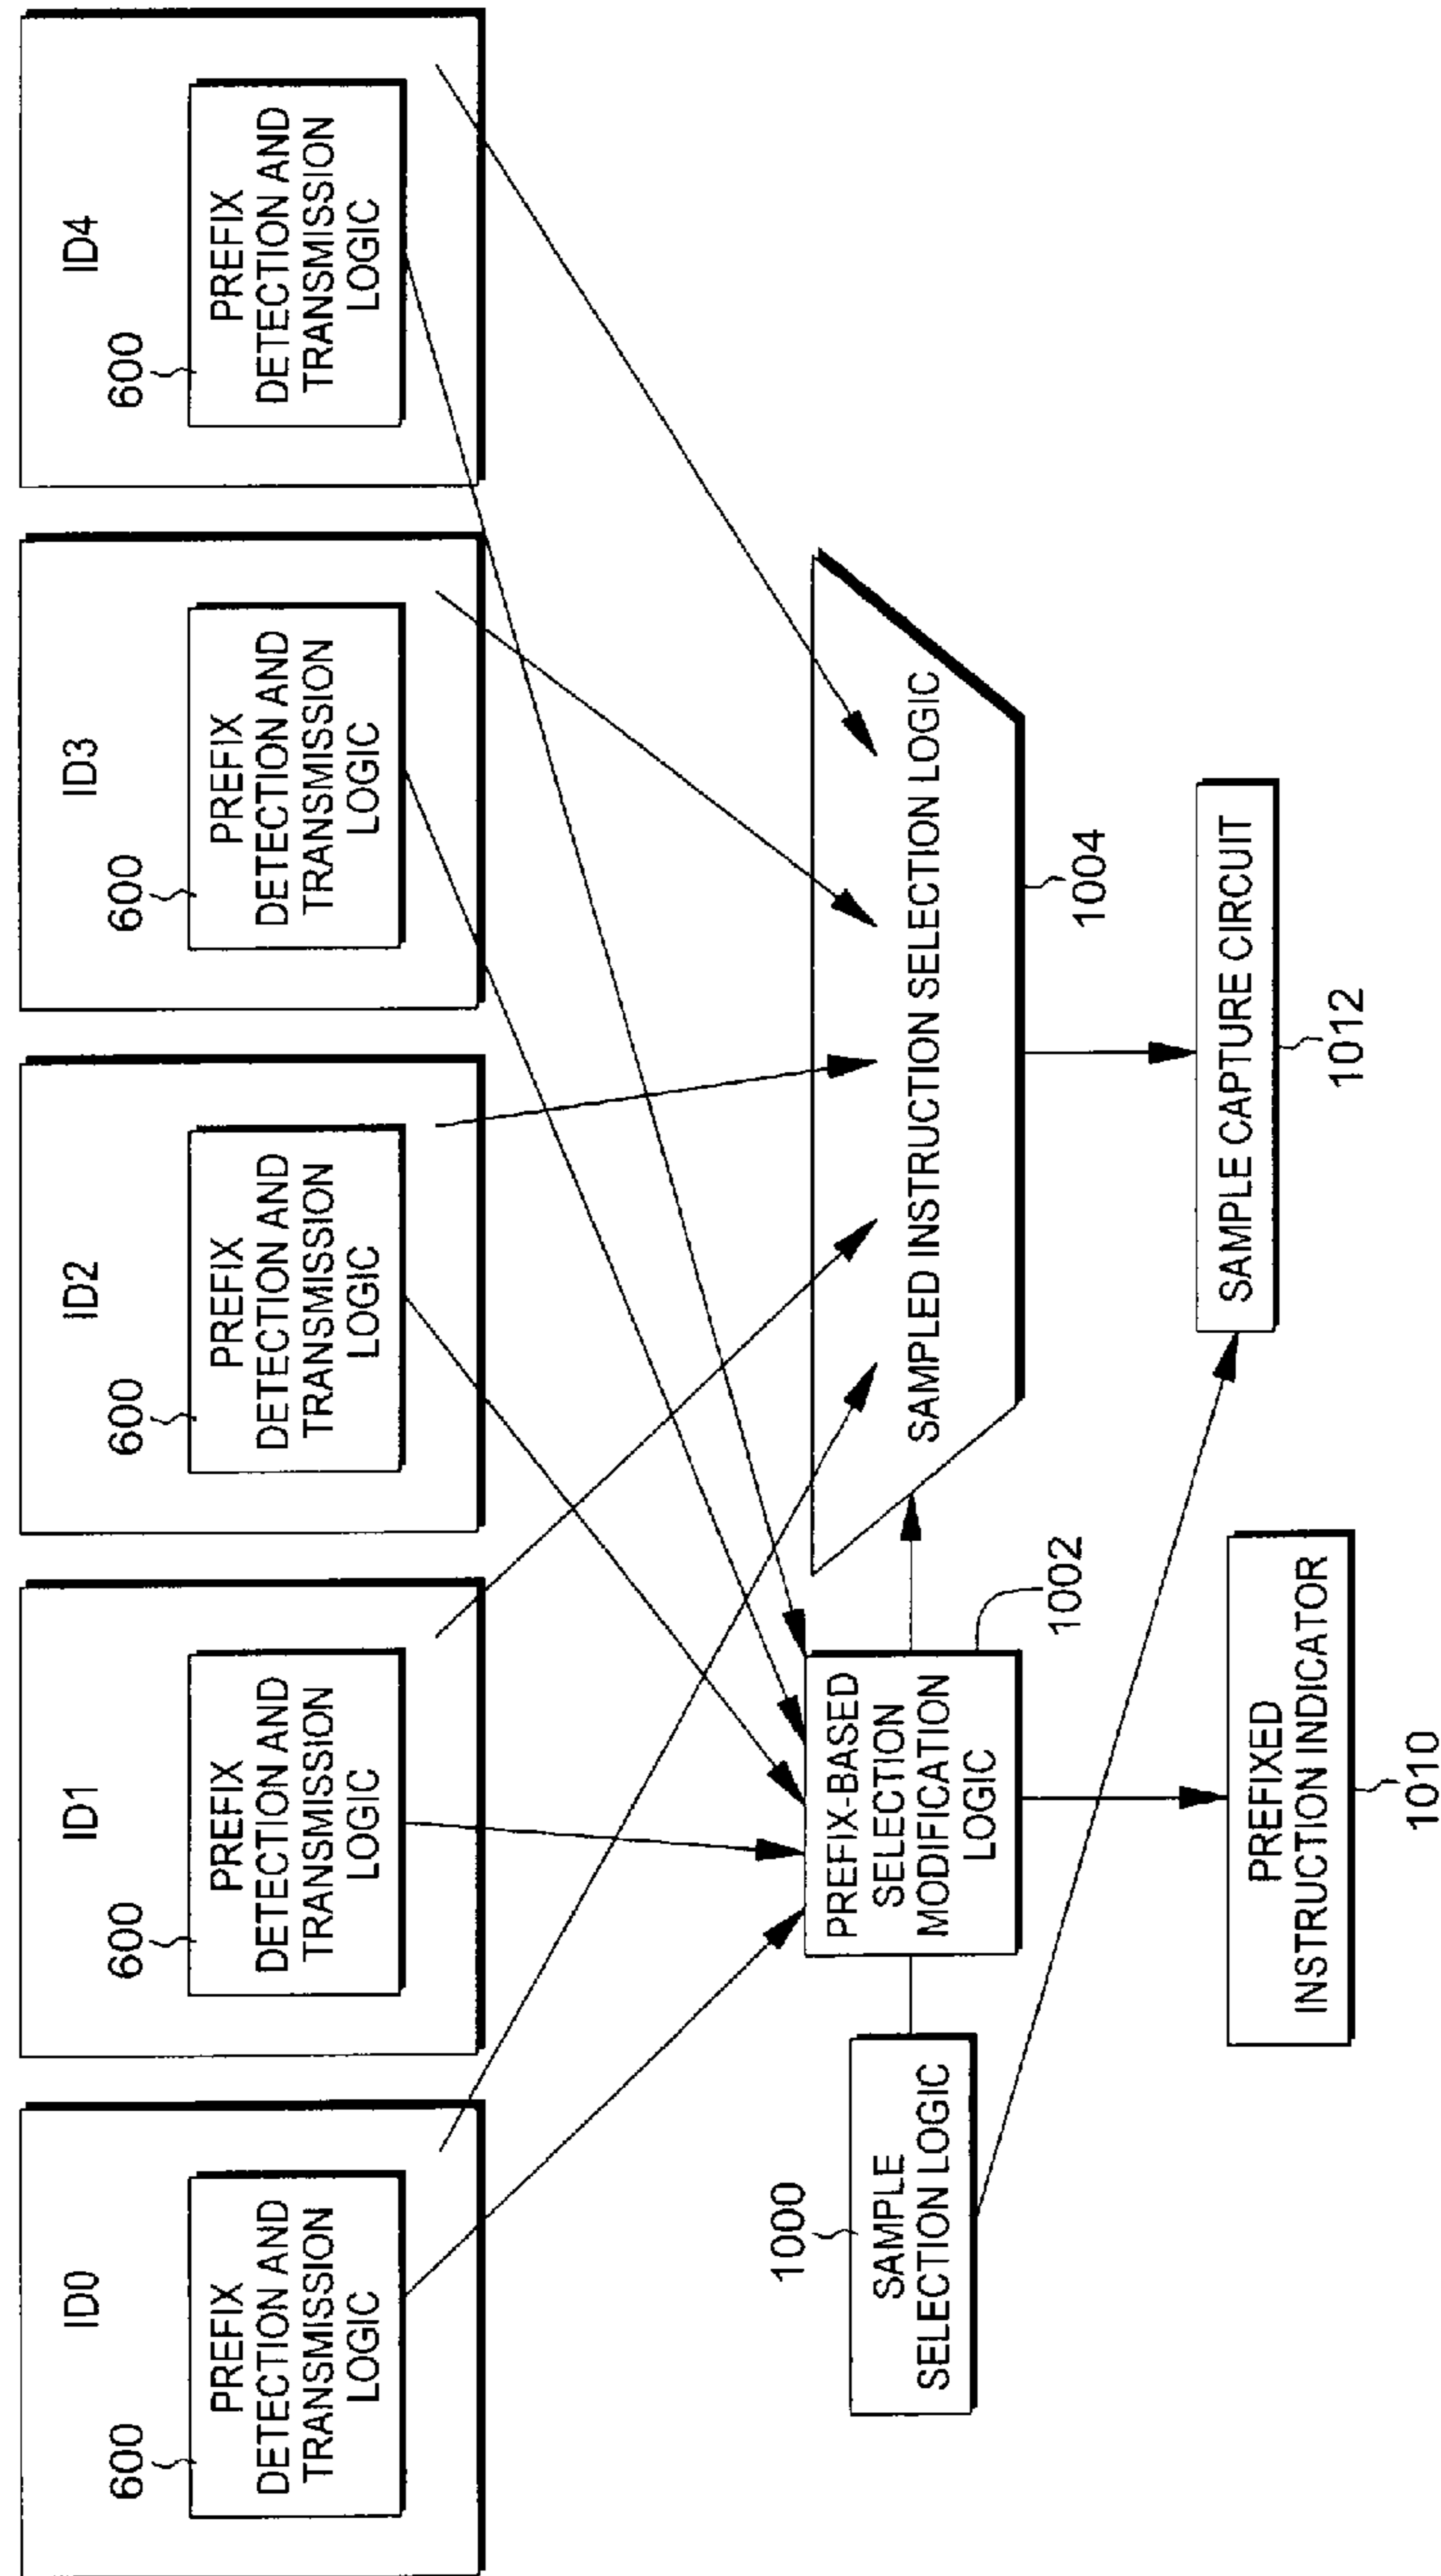 ID0
600
PREFIX
DETECTION AND
TRANSMISSION
LOGIC
ID1
600
PREFIX
DETECTION AND
TRANSMISSION
LOGIC
ID2
600
PREFIX
DETECTION AND
TRANSMISSION
LOGIC
ID3
600
PREFIX
DETECTION AND
TRANSMISSION
LOGIC
ID4
600
PREFIX
DETECTION AND
TRANSMISSION
LOGIC
1000
SAMPLE
SELECTION LOGIC
PREFIX-BASED
SELECTION
MODIFICATION
LOGIC
1002
SAMPLED INSTRUCTION SELECTION LOGIC
1004
PREFIXED
INSTRUCTION INDICATOR
1010
SAMPLE CAPTURE CIRCUIT
1012